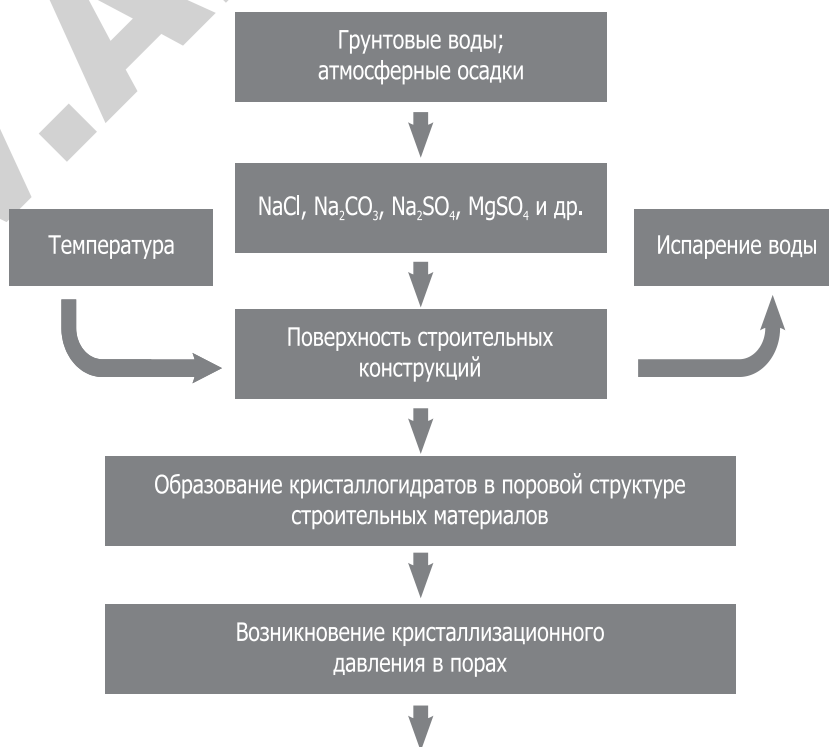 Грунтовые воды;
атмосферные осадки
NaCl, Na₂CO₃, Na₂SO₄, MgSO₄ и др.
Температура
Испарение воды
Поверхность строительных
конструкций
Образование кристаллогидратов в поровой структуре
строительных материалов
Возникновение кристаллизационного
давления в порах